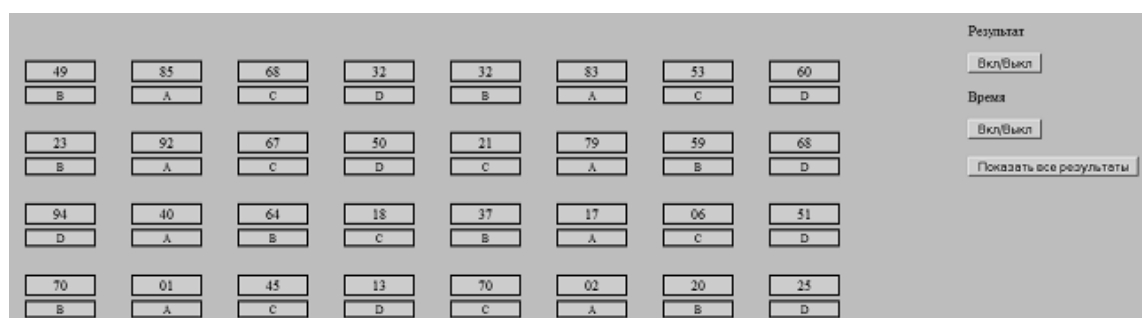 Результат
49 85 68 32 32 83 53 60 Вкл/Выкл
B A C D B A C D
Время
Вкл/Выкл
23 92 67 50 21 79 59 68
B A C D C A B D
Показать все результаты
94 40 64 18 37 17 06 51
D A B C B A C D
70 01 45 13 70 02 20 25
B A C D C A B D